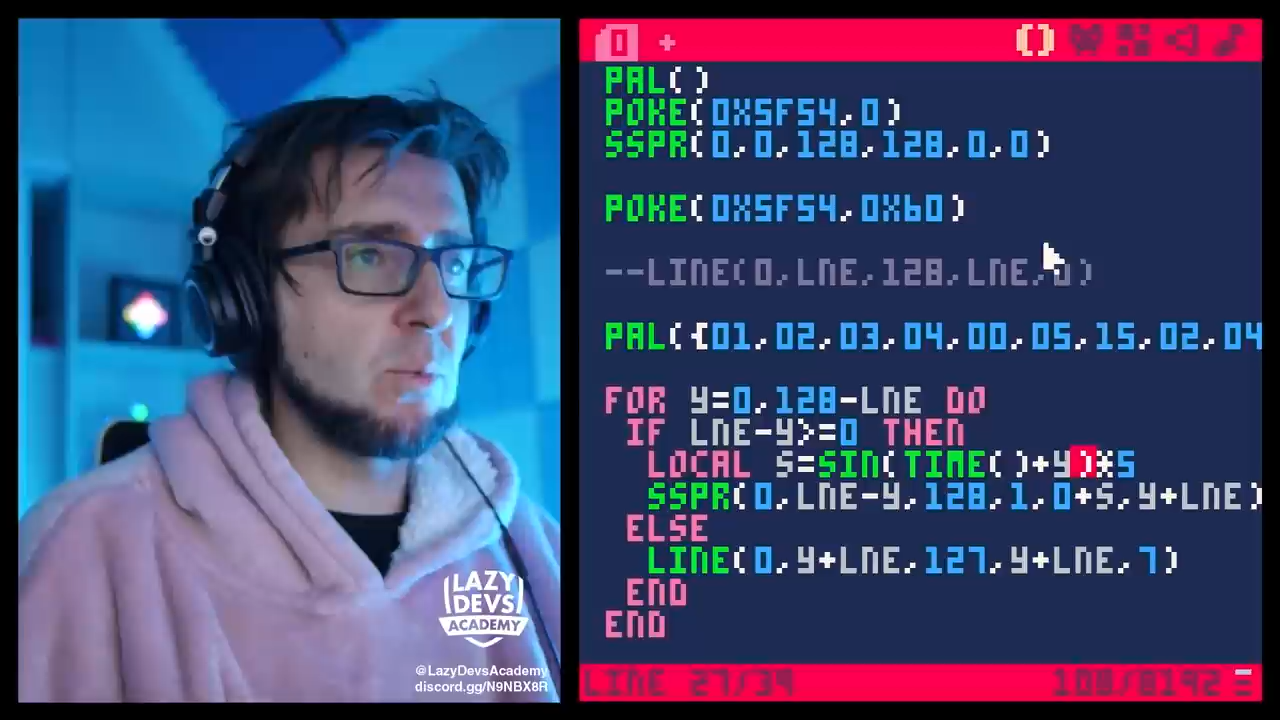 0 +
PAL()
POKE(0X5F54,0)
SSPR(0,0,128,128,0,0)
POKE(0X5F54,0X60)
--LINE(0,LNE,128,LNE,0)
PAL({01,02,03,04,00,05,15,02,04
FOR Y=0,128-LNE DO
IF LNE-Y>=0 THEN
LOCAL S=SIN(TIME()+Y)*5
SSPR(0,LNE-Y,128,1,0+S,Y+LNE)
ELSE
LINE(0,Y+LNE,127,Y+LNE,7)
END
END
LINE 27/39
108/8192
LAZY
DEVS
ACADEMY
@LazyDevsAcademy
discord.gg/N9NBX8R